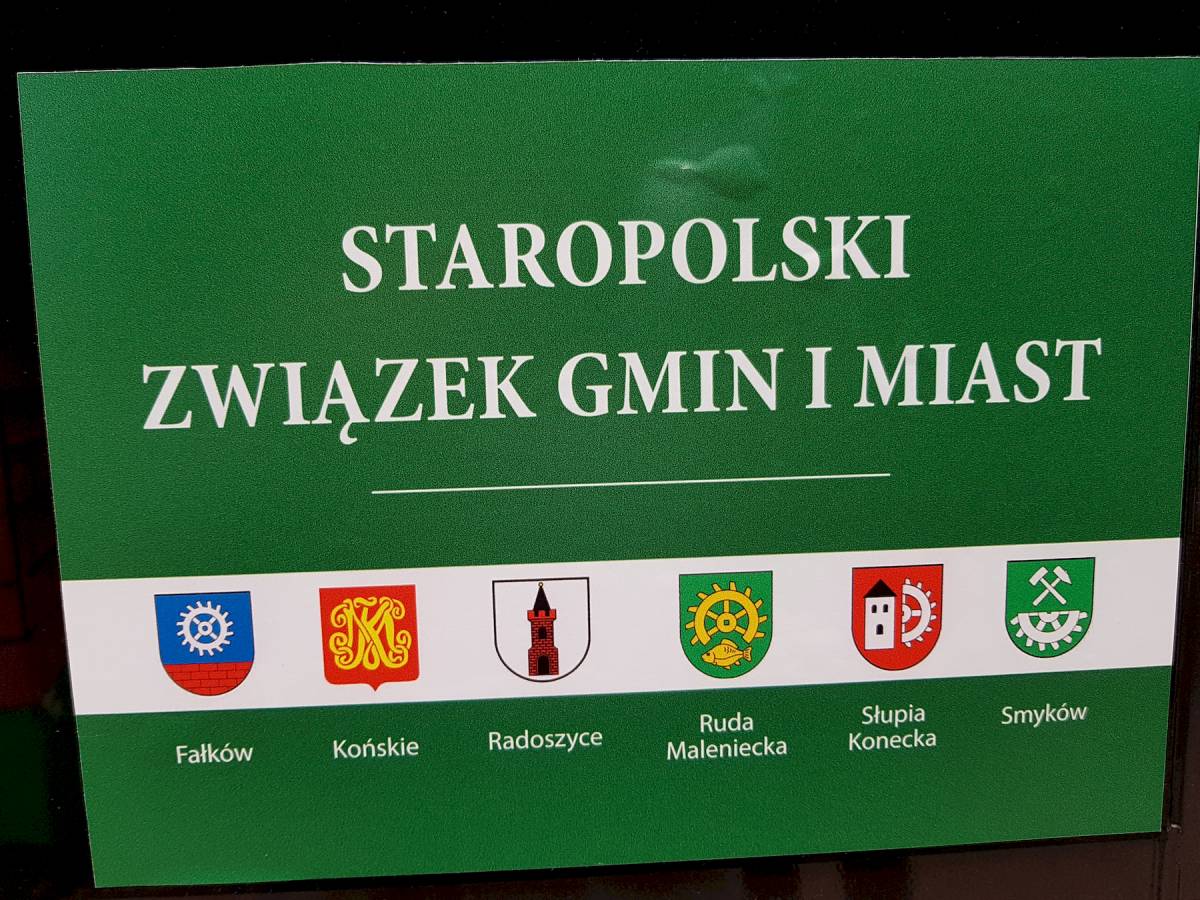 STAROPOLSKI
ZWIĄZEK GMIN I MIAST
Fałków
Końskie
Radoszyce
Ruda
Maleniecka
Słupia
Konecka
Smyków